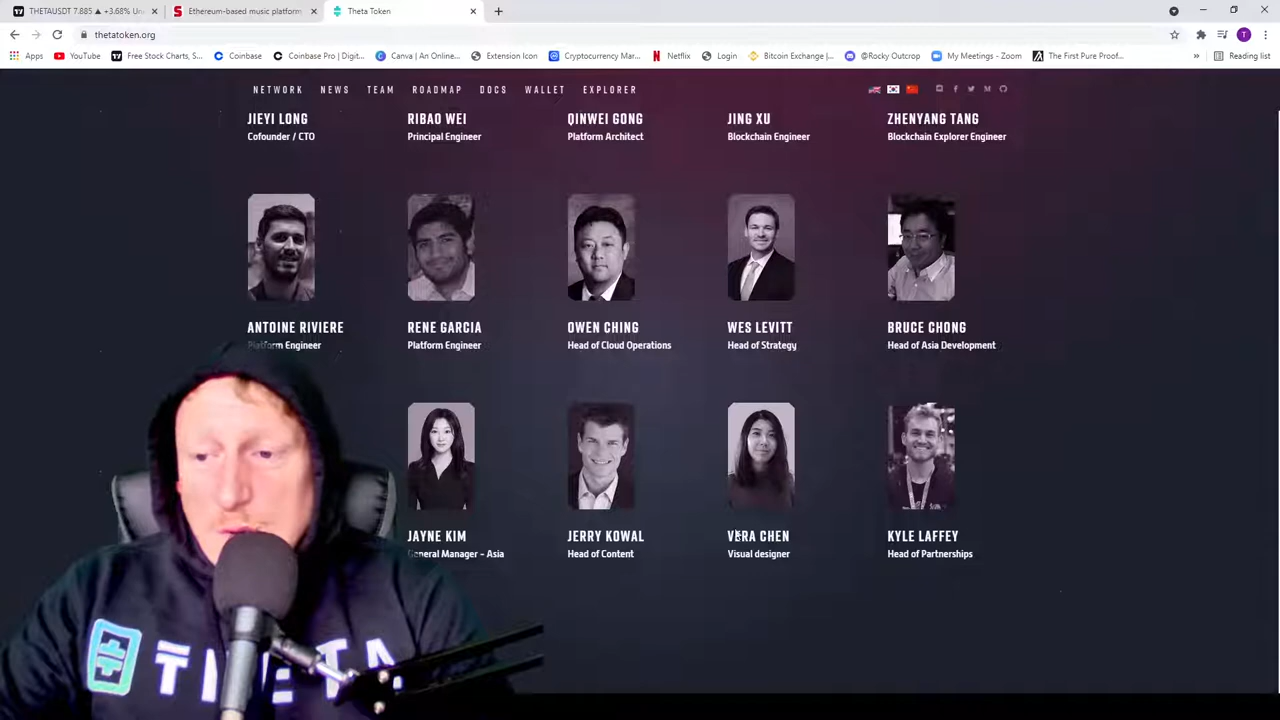 THETAUSDT 7.885 ▲ +3.68% Un
Ethereum-based music platform
Theta Token
thetatoken.org
T
Apps
YouTube
Free Stock Charts, S...
Coinbase
Coinbase Pro | Digit...
Canva | An Online...
Extension Icon
Cryptocurrency Mar...
Netflix
Login
Bitcoin Exchange |...
@Rocky Outcrop
My Meetings - Zoom
The First Pure Proof...
Reading list
NETWORK NEWS TEAM ROADMAP DOCS WALLET EXPLORER
JIEYI LONG RIBAO WEI QINWEI GONG JING XU ZHENYANG TANG
Cofounder / CTO Principal Engineer Platform Architect Blockchain Engineer Blockchain Explorer Engineer
ANTOINE RIVIERE RENE GARCIA OWEN CHING WES LEVITT BRUCE CHONG
Platform Engineer Platform Engineer Head of Cloud Operations Head of Strategy Head of Asia Development
JAYNE KIM JERRY KOWAL VERA CHEN KYLE LAFFEY
General Manager - Asia Head of Content Visual designer Head of Partnerships
THETA